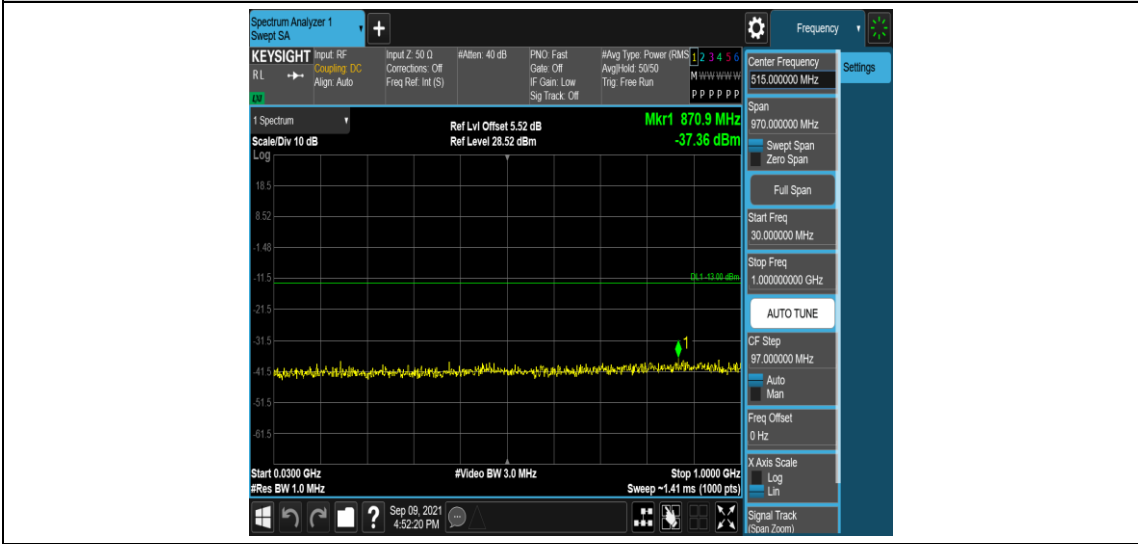 Spectrum Analyzer 1
Swept SA
Frequency
KEYSIGHT
RL
LXI
Input: RF
Coupling: DC
Align: Auto
Input Z: 50 Ω
Corrections: Off
Freq Ref: Int (S)
#Atten: 40 dB
PNO: Fast
Gate: Off
IF Gain: Low
Sig Track: Off
#Avg Type: Power (RMS
Avg|Hold: 50/50
Trig: Free Run
1 2 3 4 5 6
M W W W W W
P P P P P P
1 Spectrum
Scale/Div 10 dB
Log
Ref Lvl Offset 5.52 dB
Ref Level 28.52 dBm
Mkr1 870.9 MHz
-37.36 dBm
18.5
8.52
-1.48
-11.5
DL1 -13.00 dBm
-21.5
-31.5
1
-41.5
-51.5
-61.5
Start 0.0300 GHz
#Video BW 3.0 MHz
Stop 1.0000 GHz
#Res BW 1.0 MHz
Sweep ~1.41 ms (1000 pts)
?
Sep 09, 2021
4:52:20 PM
Center Frequency
515.000000 MHz
Settings
Span
970.000000 MHz
Swept Span
Zero Span
Full Span
Start Freq
30.000000 MHz
Stop Freq
1.000000000 GHz
AUTO TUNE
CF Step
97.000000 MHz
Auto
Man
Freq Offset
0 Hz
X Axis Scale
Log
Lin
Signal Track
(Span Zoom)